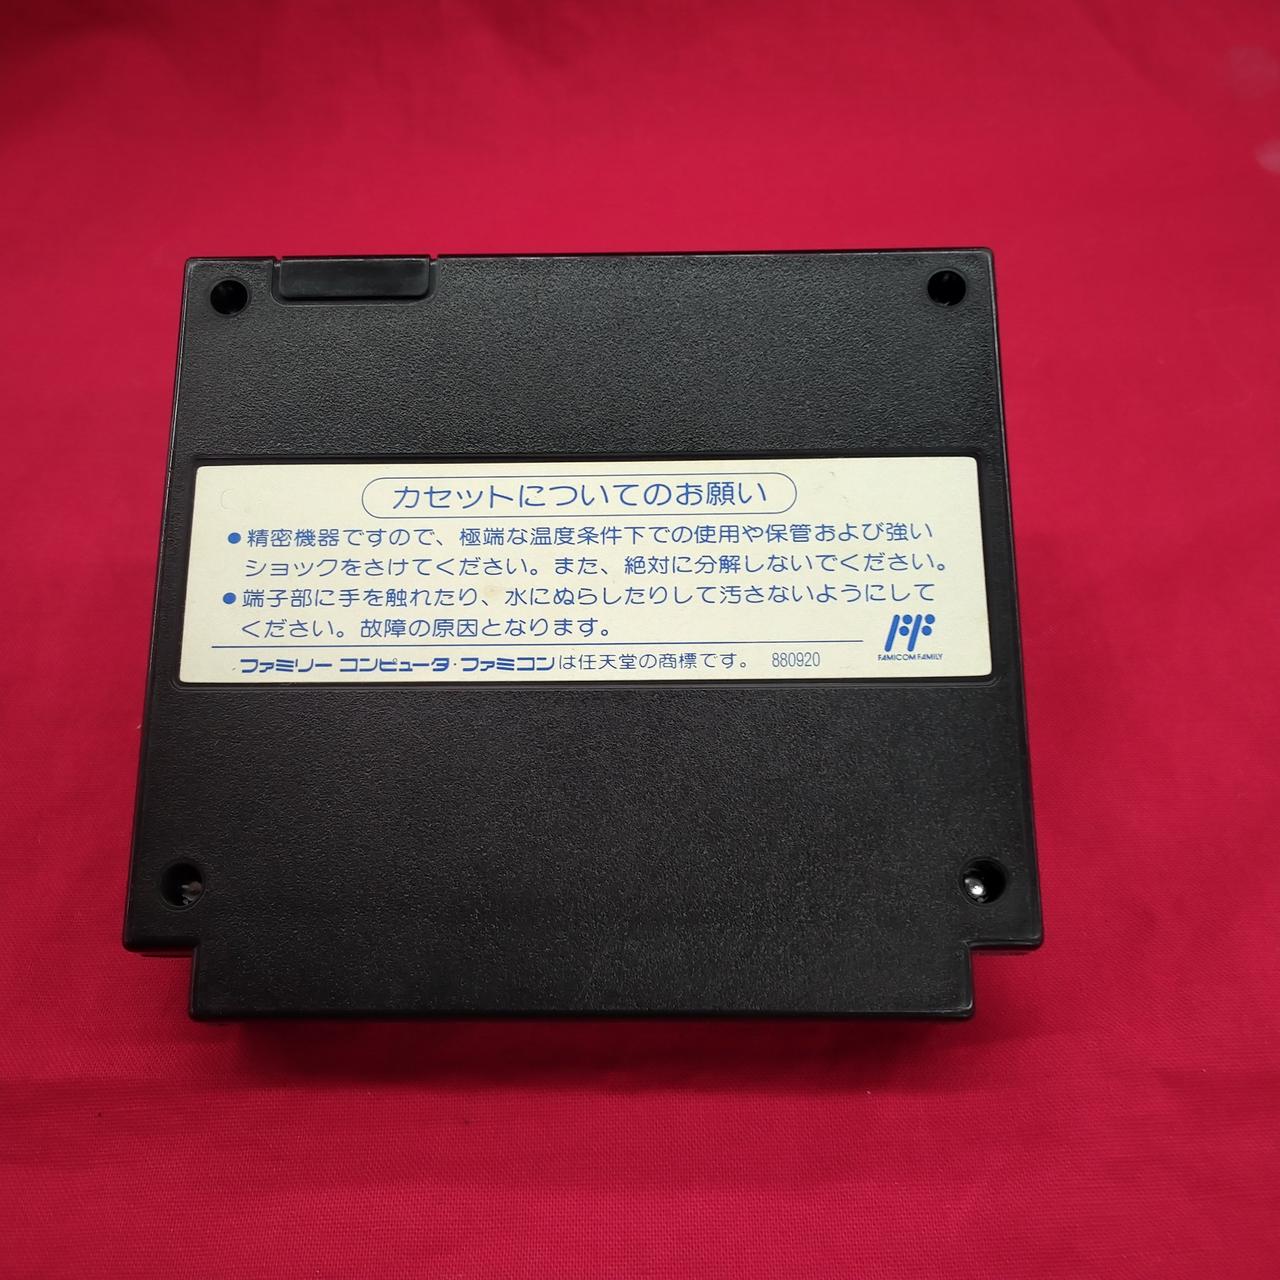 カセットについてのお願い
●精密機器ですので、極端な温度条件下での使用や保管および強い
ショックをさけてください。また、絶対に分解しないでください。
●端子部に手を触れたり、水にぬらしたりして汚さないようにして
ください。故障の原因となります。
FAMICOM FAMILY
ファミリー コンピュータ・ファミコンは任天堂の商標です。 880920